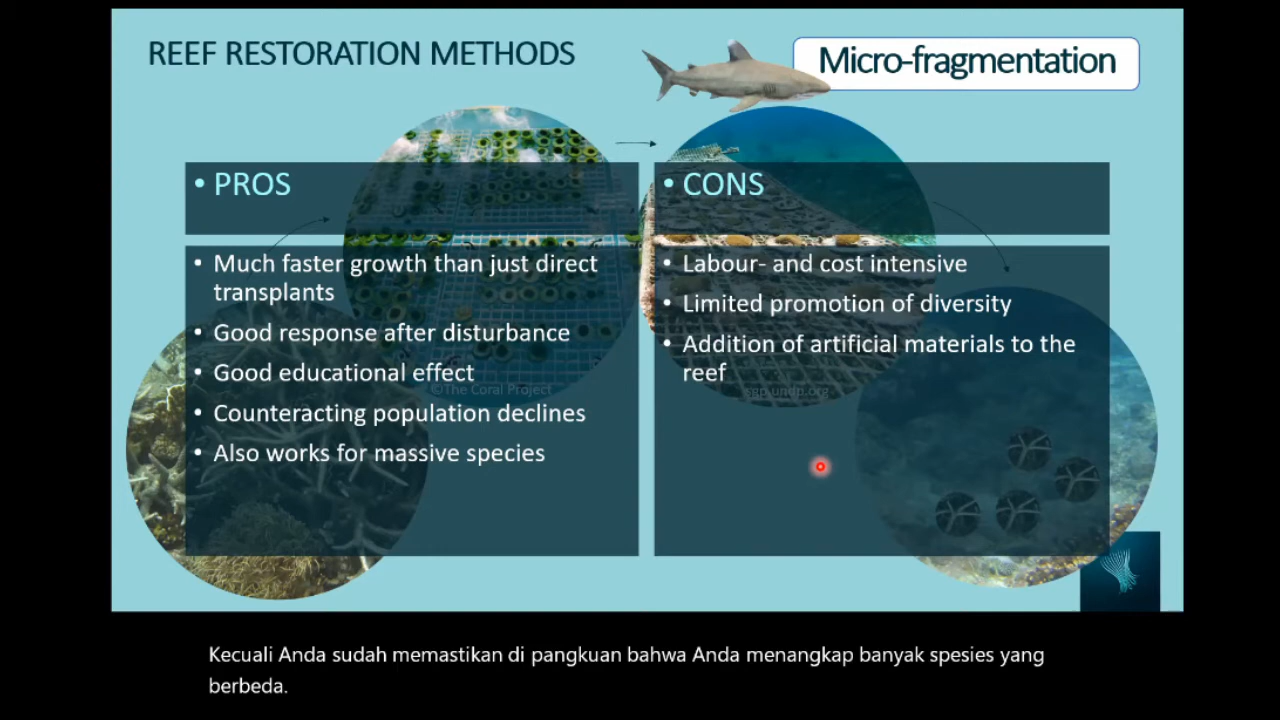 REEF RESTORATION METHODS
Micro-fragmentation
• PROS
• Much faster growth than just direct
transplants
• Good response after disturbance
• Good educational effect
• Counteracting population declines
• Also works for massive species
©The Coral Project
• CONS
• Labour- and cost intensive
• Limited promotion of diversity
• Addition of artificial materials to the
reef
sgp.undp.org
Kecuali Anda sudah memastikan di pangkuan bahwa Anda menangkap banyak spesies yang
berbeda.